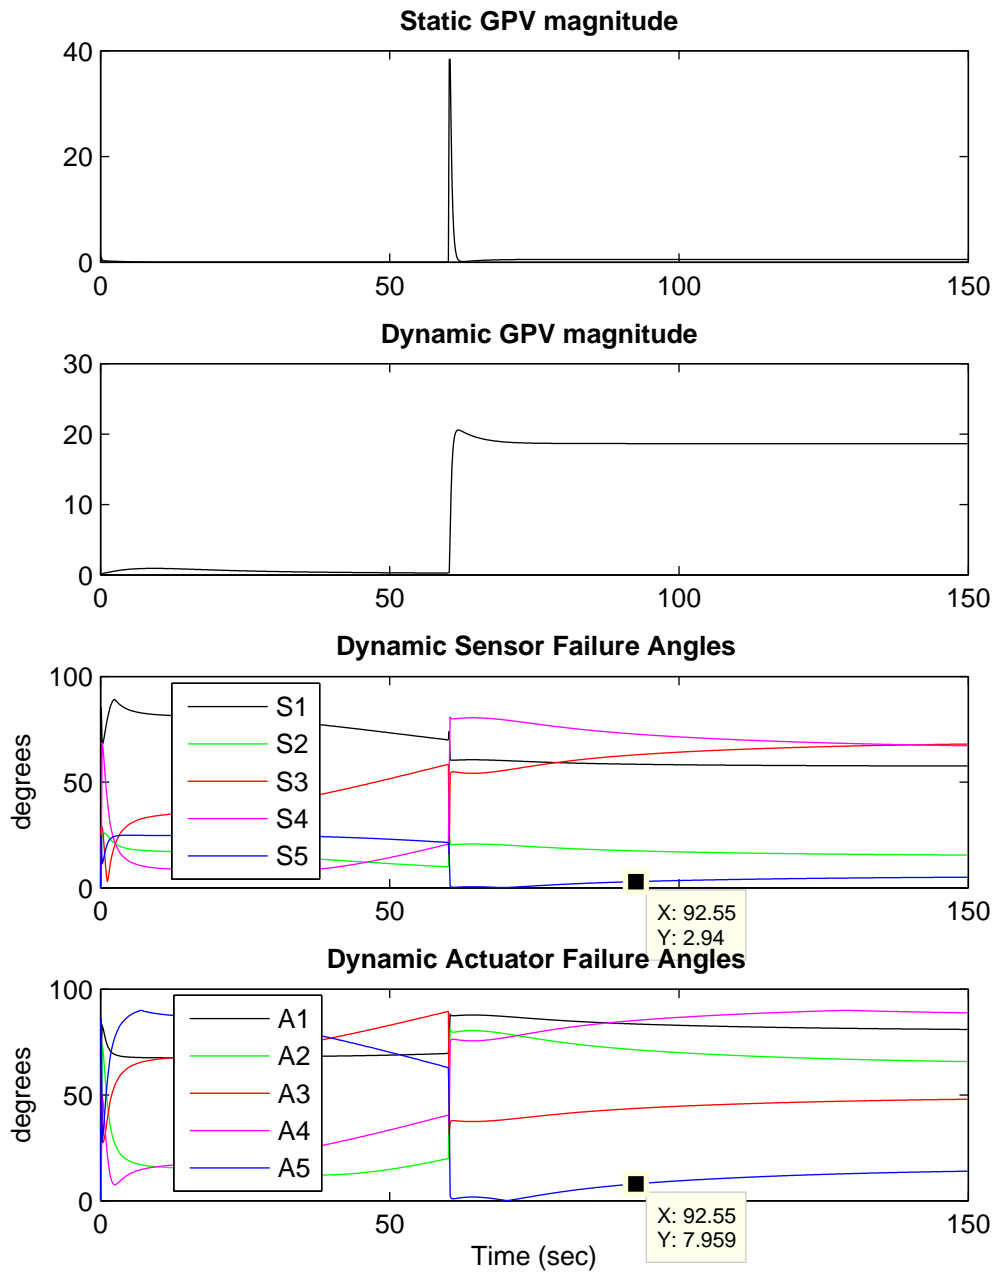 Static GPV magnitude
40
20
0
0 50 100 150
Dynamic GPV magnitude
30
20
10
0
0 50 100 150
Dynamic Sensor Failure Angles
100
50
0
degrees
S1
S2
S3
S4
S5
0 50 100 150
X: 92.55
Y: 2.94
Dynamic Actuator Failure Angles
100
50
0
degrees
A1
A2
A3
A4
A5
0 50 100 150
X: 92.55
Y: 7.959
Time (sec)